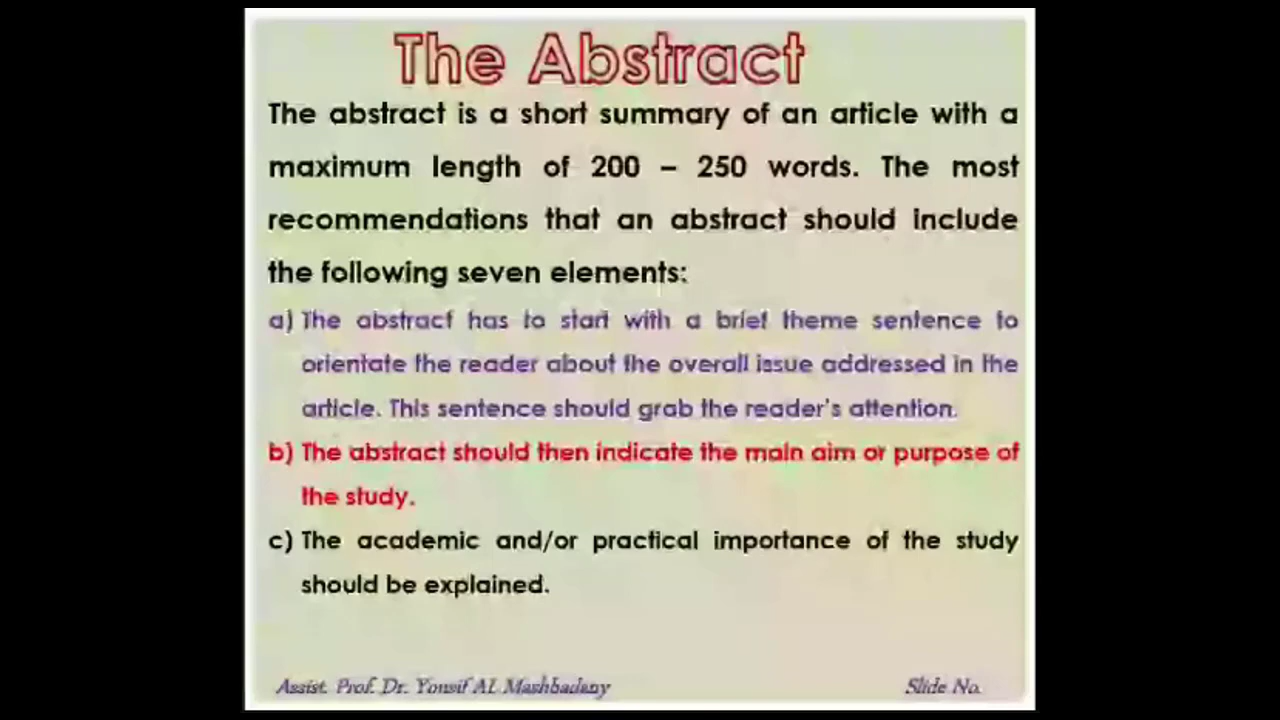 The Abstract
The abstract is a short summary of an article with a
maximum length of 200 – 250 words. The most
recommendations that an abstract should include
the following seven elements:
a) The abstract has to start with a brief theme sentence to
orientate the reader about the overall issue addressed in the
article. This sentence should grab the reader's attention.
b) The abstract should then indicate the main aim or purpose of
the study.
c) The academic and/or practical importance of the study
should be explained.
Assist. Prof. Dr. Yousif AL Mashhadany
Slide No.